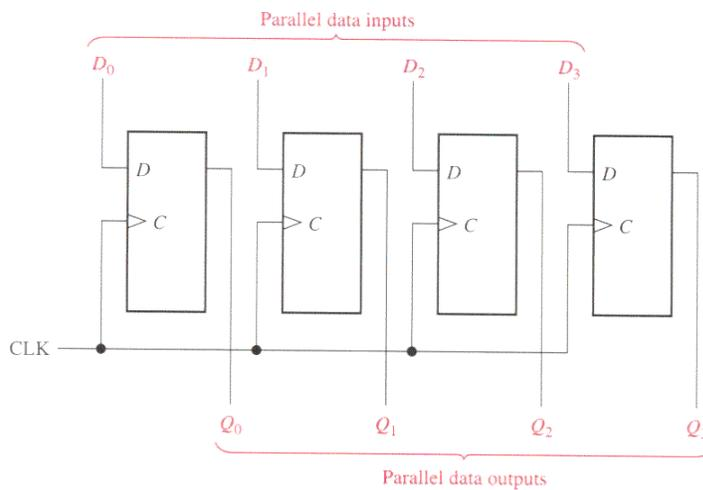 Parallel data inputs
D₀ D₁ D₂ D₃
D D D D
C C C C
CLK
Q₀ Q₁ Q₂ Q
Parallel data outputs